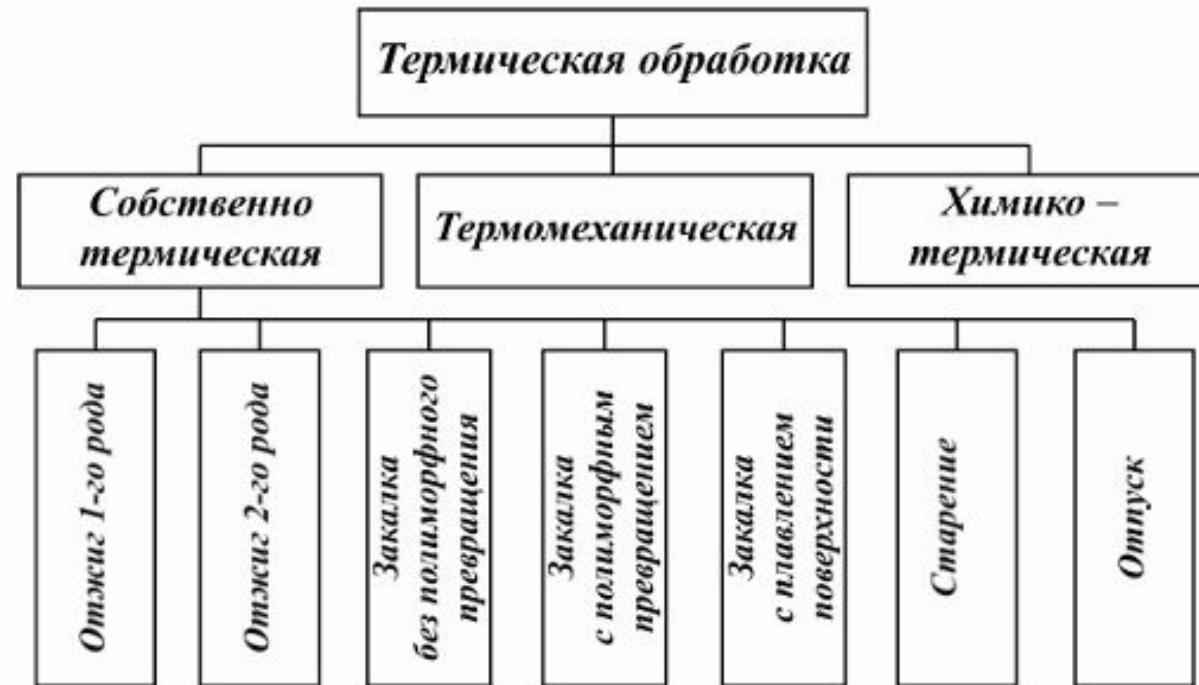 Термическая обработка
Собственно
термическая
Термомеханическая
Химико –
термическая
Отжиг 1-го рода
Отжиг 2-го рода
Закалка
без полиморфного
превращения
Закалка
с полиморфным
превращением
Закалка
с плавлением
поверхности
Старение
Отпуск